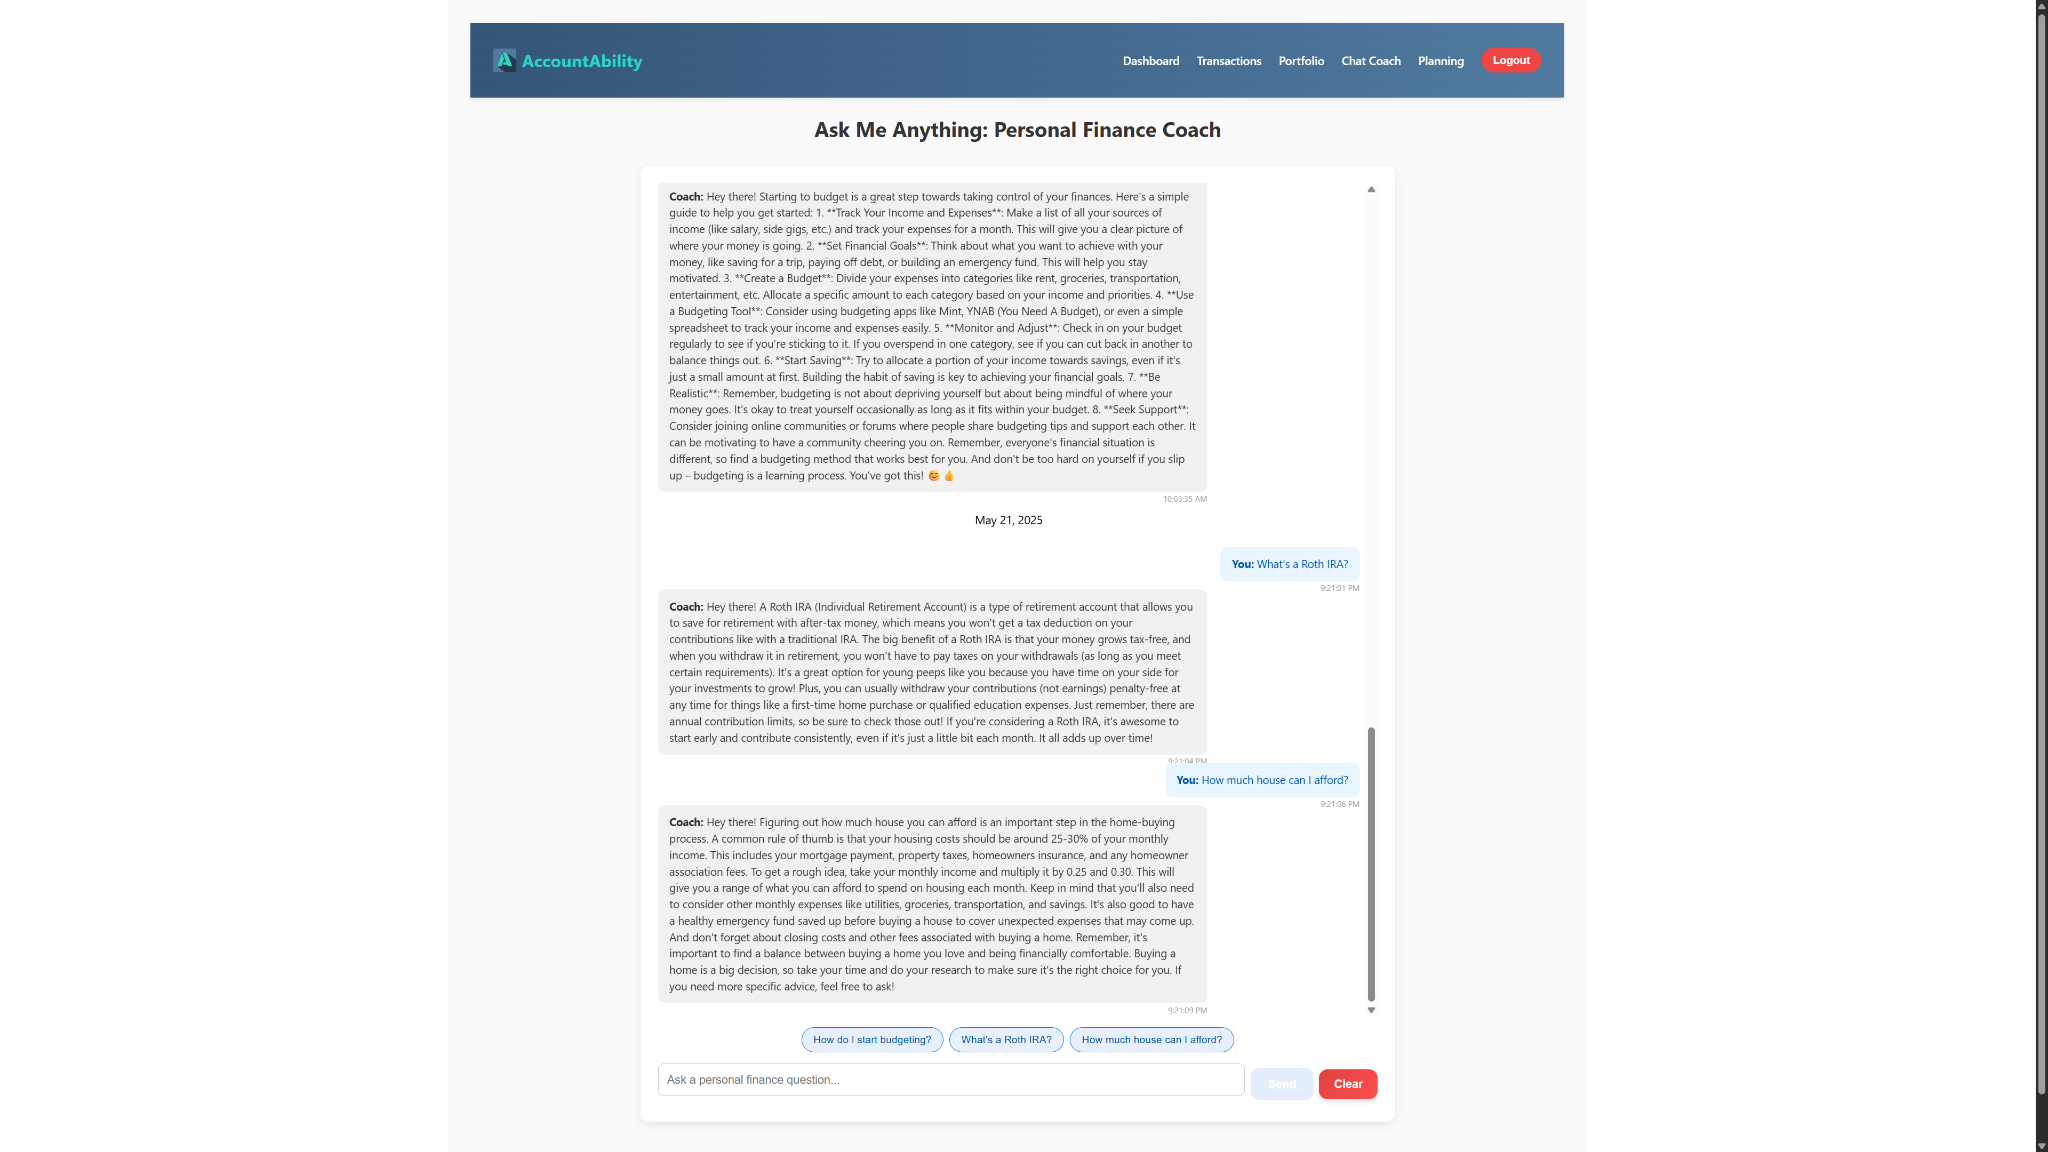 AccountAbility
Dashboard Transactions Portfolio Chat Coach Planning Logout
Ask Me Anything: Personal Finance Coach
Coach: Hey there! Starting to budget is a great step towards taking control of your finances. Here's a simple
guide to help you get started: 1. **Track Your Income and Expenses**: Make a list of all your sources of
income (like salary, side gigs, etc.) and track your expenses for a month. This will give you a clear picture of
where your money is going. 2. **Set Financial Goals**: Think about what you want to achieve with your
money, like saving for a trip, paying off debt, or building an emergency fund. This will help you stay
motivated. 3. **Create a Budget**: Divide your expenses into categories like rent, groceries, transportation,
entertainment, etc. Allocate a specific amount to each category based on your income and priorities. 4. **Use
a Budgeting Tool**: Consider using budgeting apps like Mint, YNAB (You Need A Budget), or even a simple
spreadsheet to track your income and expenses easily. 5. **Monitor and Adjust**: Check in on your budget
regularly to see if you're sticking to it. If you overspend in one category, see if you can cut back in another to
balance things out. 6. **Start Saving**: Try to allocate a portion of your income towards savings, even if it's
just a small amount at first. Building the habit of saving is key to achieving your financial goals. 7. **Be
Realistic**: Remember, budgeting is not about depriving yourself but about being mindful of where your
money goes. It's okay to treat yourself occasionally as long as it fits within your budget. 8. **Seek Support**:
Consider joining online communities or forums where people share budgeting tips and support each other. It
can be motivating to have a community cheering you on. Remember, everyone's financial situation is
different, so find a budgeting method that works best for you. And don't be too hard on yourself if you slip
up – budgeting is a learning process. You've got this! 😊 👍
10:03:35 AM
May 21, 2025
You: What's a Roth IRA?
9:21:01 PM
Coach: Hey there! A Roth IRA (Individual Retirement Account) is a type of retirement account that allows you
to save for retirement with after-tax money, which means you won't get a tax deduction on your
contributions like with a traditional IRA. The big benefit of a Roth IRA is that your money grows tax-free, and
when you withdraw it in retirement, you won't have to pay taxes on your withdrawals (as long as you meet
certain requirements). It's a great option for young peeps like you because you have time on your side for
your investments to grow! Plus, you can usually withdraw your contributions (not earnings) penalty-free at
any time for things like a first-time home purchase or qualified education expenses. Just remember, there are
annual contribution limits, so be sure to check those out! If you're considering a Roth IRA, it's awesome to
start early and contribute consistently, even if it's just a little bit each month. It all adds up over time!
9:21:04 PM
You: How much house can I afford?
9:21:06 PM
Coach: Hey there! Figuring out how much house you can afford is an important step in the home-buying
process. A common rule of thumb is that your housing costs should be around 25-30% of your monthly
income. This includes your mortgage payment, property taxes, homeowners insurance, and any homeowner
association fees. To get a rough idea, take your monthly income and multiply it by 0.25 and 0.30. This will
give you a range of what you can afford to spend on housing each month. Keep in mind that you'll also need
to consider other monthly expenses like utilities, groceries, transportation, and savings. It's also good to have
a healthy emergency fund saved up before buying a house to cover unexpected expenses that may come up.
And don't forget about closing costs and other fees associated with buying a home. Remember, it's
important to find a balance between buying a home you love and being financially comfortable. Buying a
home is a big decision, so take your time and do your research to make sure it's the right choice for you. If
you need more specific advice, feel free to ask!
9:21:09 PM
How do I start budgeting? What's a Roth IRA? How much house can I afford?
Ask a personal finance question... Send Clear